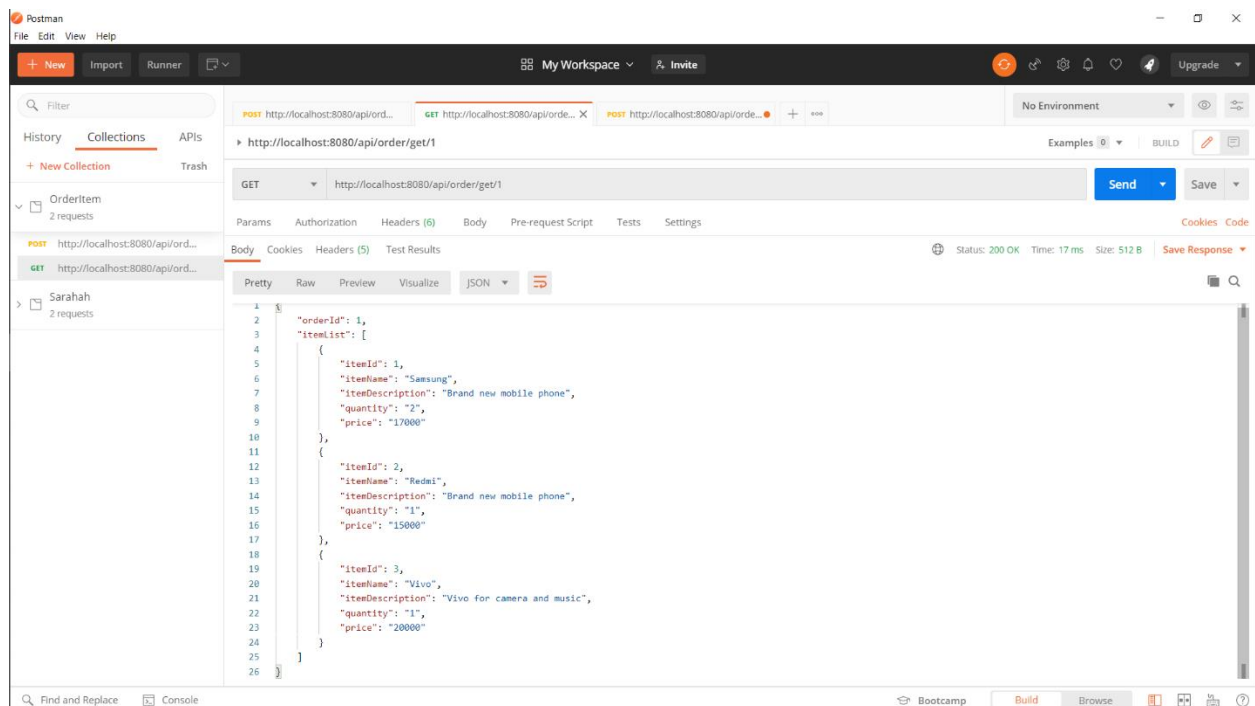 Postman
File Edit View Help
+ New Import Runner My Workspace Invite Upgrade
Filter
History Collections APIs
+ New Collection Trash
OrderItem
2 requests
POST http://localhost:8080/api/ord...
GET http://localhost:8080/api/ord...
Sarahah
2 requests
POST http://localhost:8080/api/ord... GET http://localhost:8080/api/orde... X POST http://localhost:8080/api/orde... + ooo No Environment
http://localhost:8080/api/order/get/1 Examples 0 BUILD
GET http://localhost:8080/api/order/get/1 Send Save
Params Authorization Headers (6) Body Pre-request Script Tests Settings Cookies Code
Body Cookies Headers (5) Test Results Status: 200 OK Time: 17 ms Size: 512 B Save Response
Pretty Raw Preview Visualize JSON
1 {
2 "orderId": 1,
3 "itemList": [
4 {
5 "itemId": 1,
6 "itemName": "Samsung",
7 "itemDescription": "Brand new mobile phone",
8 "quantity": "2",
9 "price": "17000"
10 },
11 {
12 "itemId": 2,
13 "itemName": "Redmi",
14 "itemDescription": "Brand new mobile phone",
15 "quantity": "1",
16 "price": "15000"
17 },
18 {
19 "itemId": 3,
20 "itemName": "Vivo",
21 "itemDescription": "Vivo for camera and music",
22 "quantity": "1",
23 "price": "20000"
24 }
25 ]
26 }
Find and Replace Console Bootcamp Build Browse